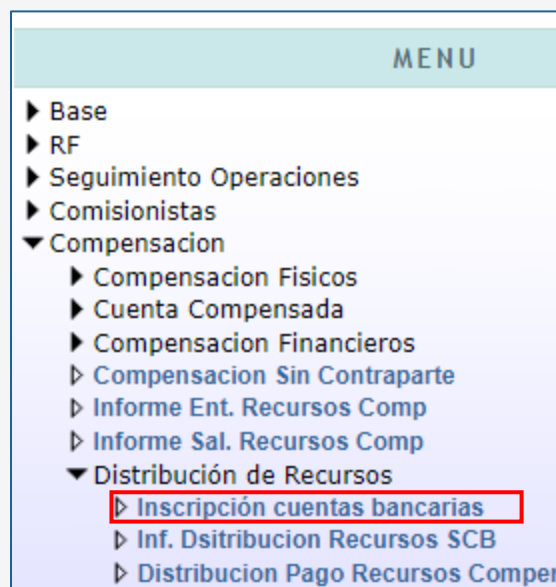 MENU
Base
RF
Seguimiento Operaciones
Comisionistas
Compensacion
Compensacion Fisicos
Cuenta Compensada
Compensacion Financieros
Compensacion Sin Contraparte
Informe Ent. Recursos Comp
Informe Sal. Recursos Comp
Distribución de Recursos
Inscripción cuentas bancarias
Inf. Dsitribucion Recursos SCB
Distribucion Pago Recursos Compe